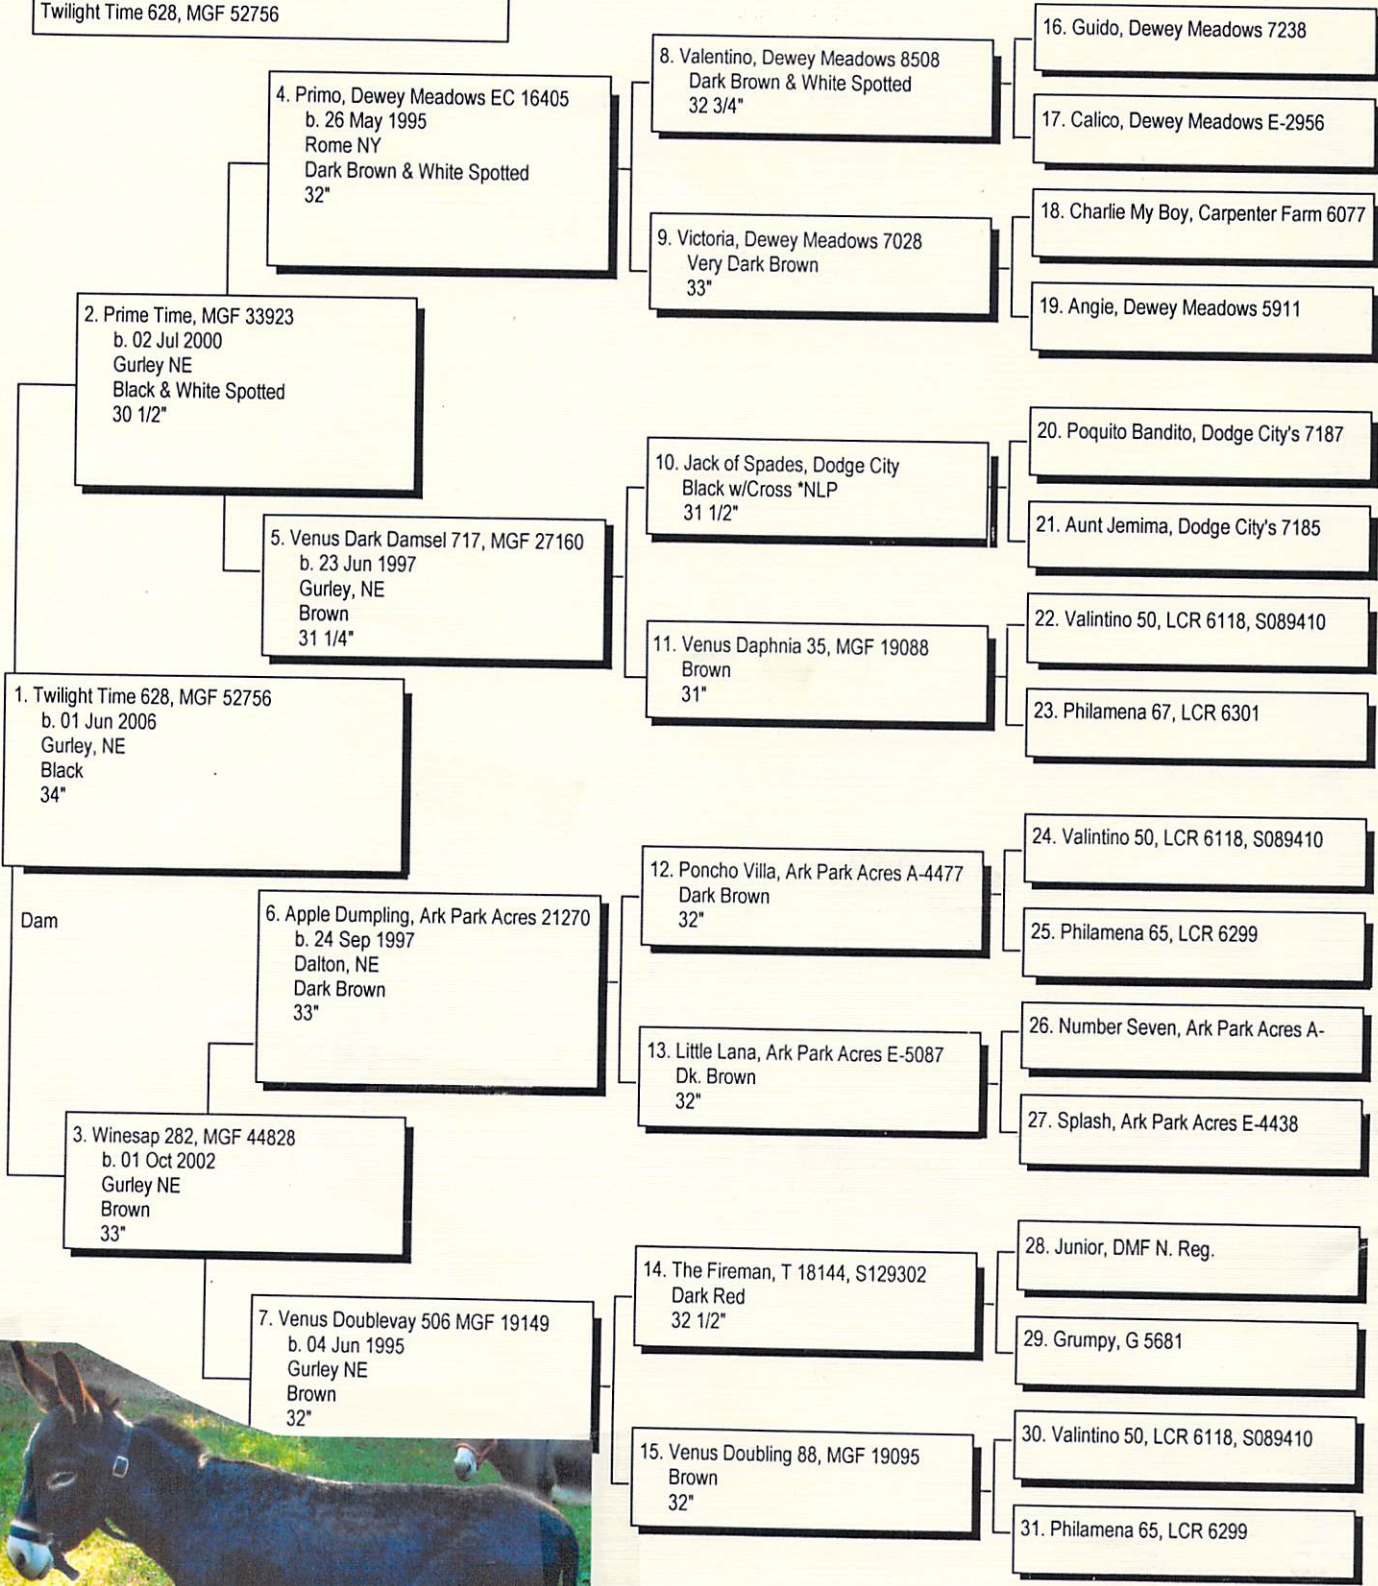 Twilight Time 628, MGF 52756
1. Twilight Time 628, MGF 52756
b. 01 Jun 2006
Gurley, NE
Black
34"
Dam
2. Prime Time, MGF 33923
b. 02 Jul 2000
Gurley NE
Black & White Spotted
30 1/2"
3. Winesap 282, MGF 44828
b. 01 Oct 2002
Gurley NE
Brown
33"
4. Primo, Dewey Meadows EC 16405
b. 26 May 1995
Rome NY
Dark Brown & White Spotted
32"
5. Venus Dark Damsel 717, MGF 27160
b. 23 Jun 1997
Gurley, NE
Brown
31 1/4"
6. Apple Dumpling, Ark Park Acres 21270
b. 24 Sep 1997
Dalton, NE
Dark Brown
33"
7. Venus Doublevay 506 MGF 19149
b. 04 Jun 1995
Gurley NE
Brown
32"
8. Valentino, Dewey Meadows 8508
Dark Brown & White Spotted
32 3/4"
9. Victoria, Dewey Meadows 7028
Very Dark Brown
33"
10. Jack of Spades, Dodge City
Black w/Cross *NLP
31 1/2"
11. Venus Daphnia 35, MGF 19088
Brown
31"
12. Poncho Villa, Ark Park Acres A-4477
Dark Brown
32"
13. Little Lana, Ark Park Acres E-5087
Dk. Brown
32"
14. The Fireman, T 18144, S129302
Dark Red
32 1/2"
15. Venus Doubling 88, MGF 19095
Brown
32"
16. Guido, Dewey Meadows 7238
17. Calico, Dewey Meadows E-2956
18. Charlie My Boy, Carpenter Farm 6077
19. Angie, Dewey Meadows 5911
20. Poquito Bandito, Dodge City's 7187
21. Aunt Jemima, Dodge City's 7185
22. Valintino 50, LCR 6118, S089410
23. Philamena 67, LCR 6301
24. Valintino 50, LCR 6118, S089410
25. Philamena 65, LCR 6299
26. Number Seven, Ark Park Acres A-
27. Splash, Ark Park Acres E-4438
28. Junior, DMF N. Reg.
29. Grumpy, G 5681
30. Valintino 50, LCR 6118, S089410
31. Philamena 65, LCR 6299